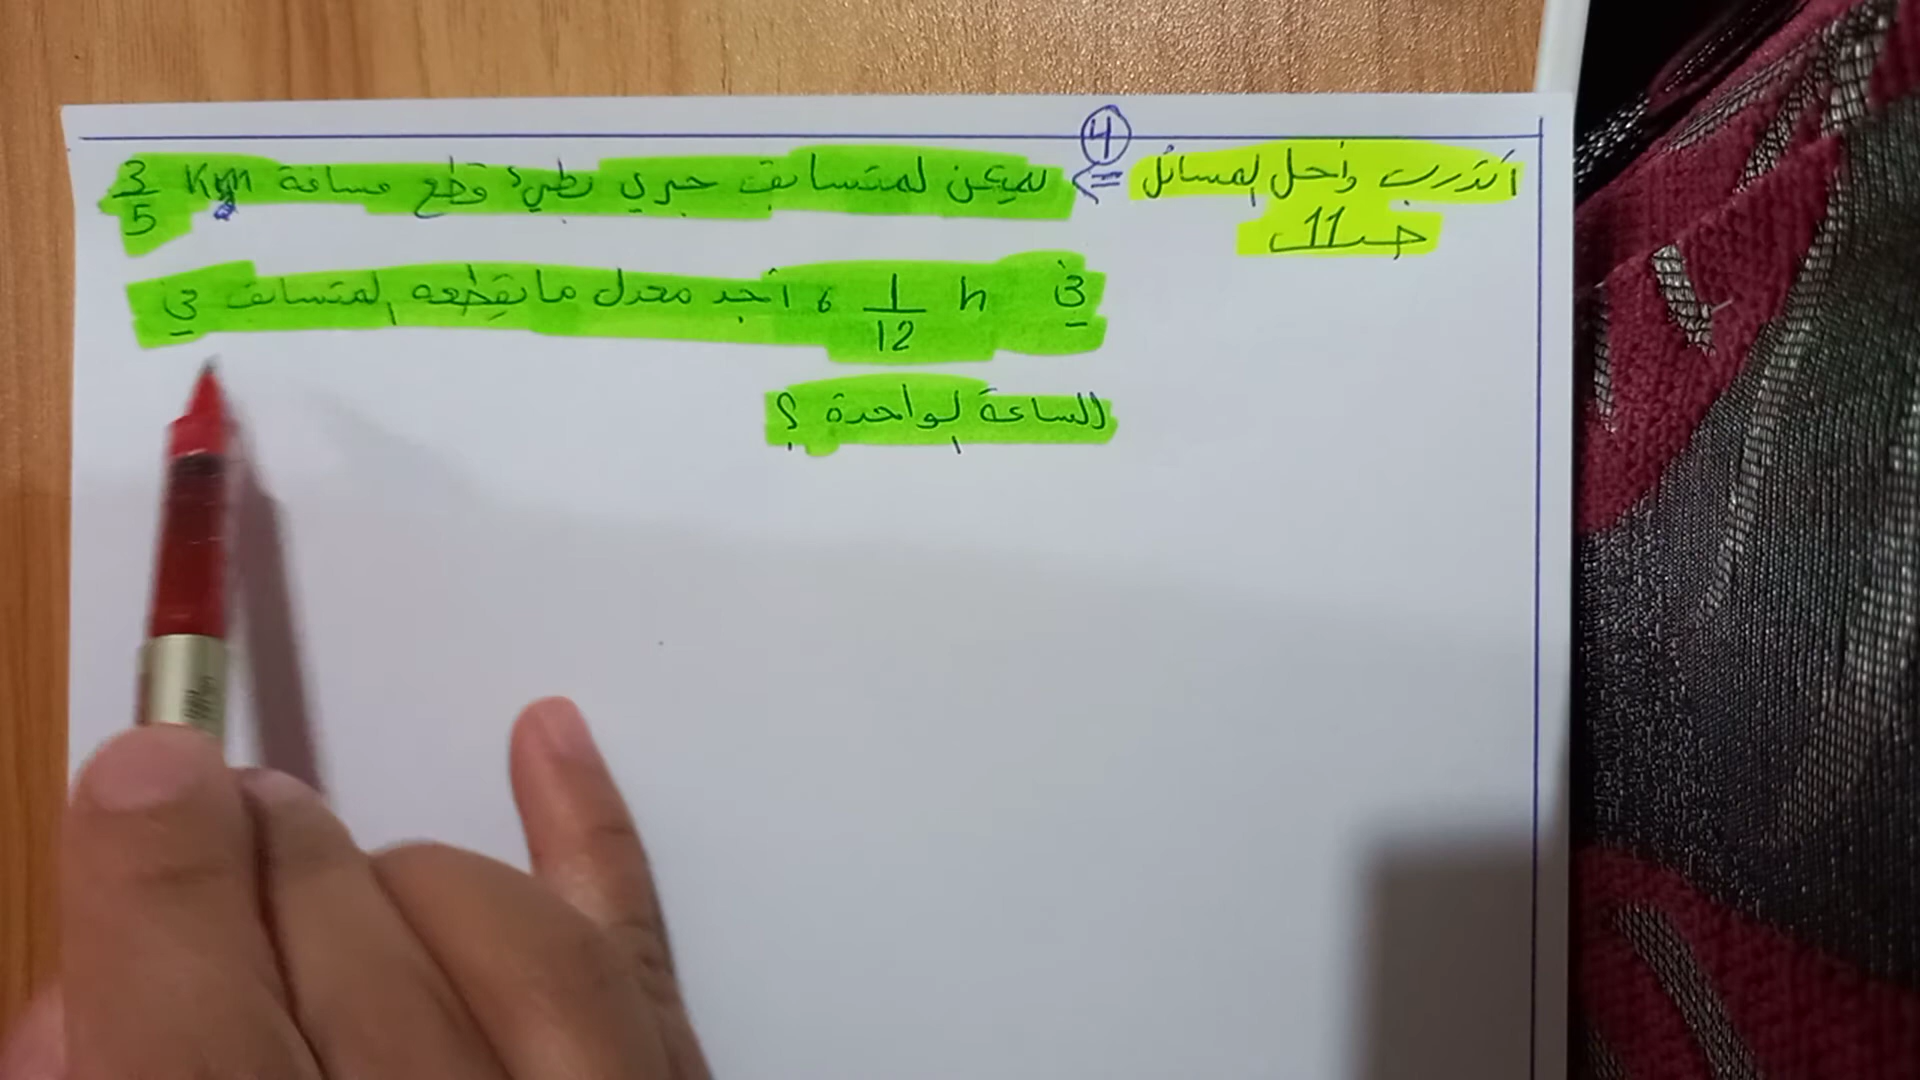 أتدرب وأحل المسائل
ص 11
4 <= يمكن لمتسابق جري بطيء قطع مسافة 3/5 Km
في 1/12 h ، أجد معدل ما يقطعه المتسابق في
الساعة الواحدة ؟